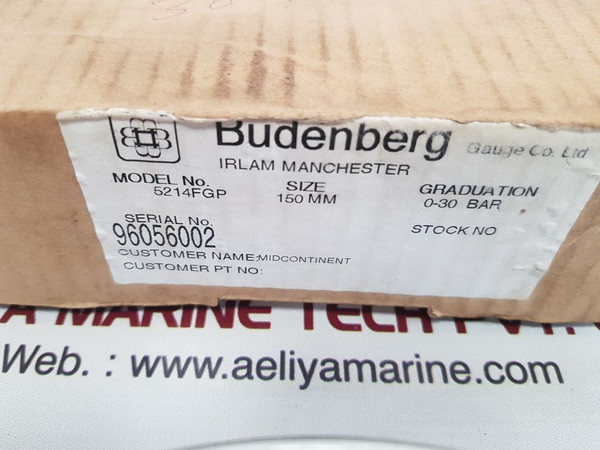 Budenberg Gauge Co. Ltd
IRLAM MANCHESTER
MODEL No. SIZE GRADUATION
5214FGP 150 MM 0-30 BAR
SERIAL No. STOCK NO
96056002
CUSTOMER NAME: MIDCONTINENT
CUSTOMER PT NO:
A MARINE TECH PVT.
Web. : www.aeliyamarine.com